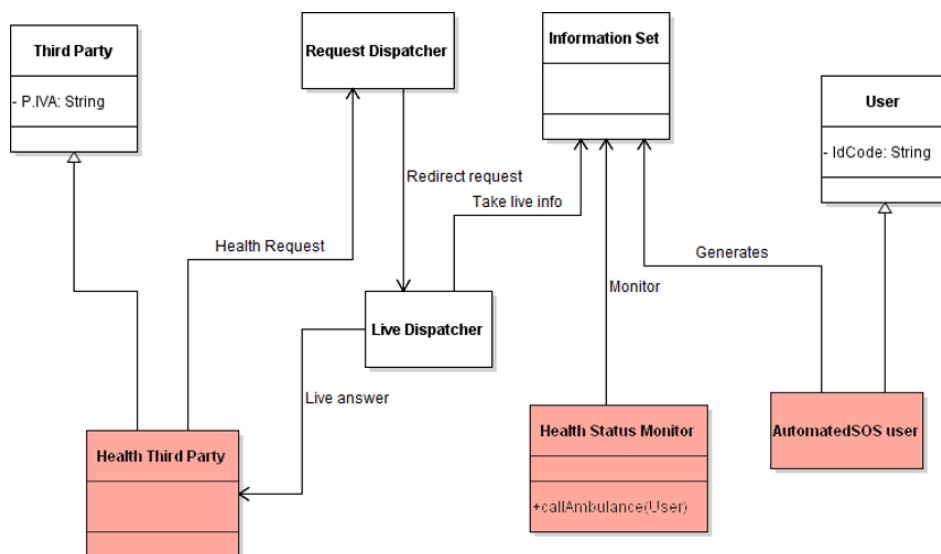 Third Party
- P.IVA: String
Request Dispatcher
Information Set
User
- IdCode: String
Redirect request
Take live info
Health Request
Generates
Monitor
Live Dispatcher
Live answer
Health Third Party
Health Status Monitor
+callAmbulance(User)
AutomatedSOS user